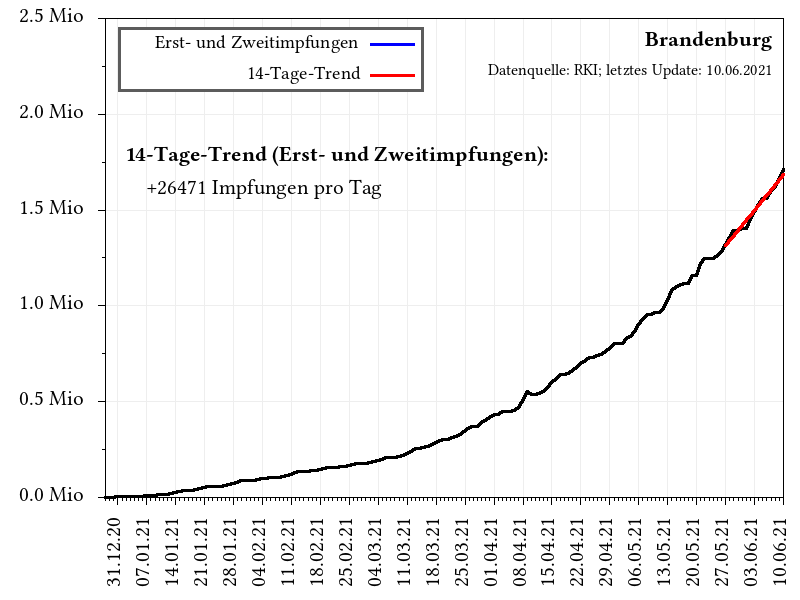 2.5 Mio
2.0 Mio
1.5 Mio
1.0 Mio
0.5 Mio
0.0 Mio
Erst- und Zweitimpfungen
14-Tage-Trend
Brandenburg
Datenquelle: RKI; letztes Update: 10.06.2021
14-Tage-Trend (Erst- und Zweitimpfungen):
+26471 Impfungen pro Tag
31.12.20
07.01.21
14.01.21
21.01.21
28.01.21
04.02.21
11.02.21
18.02.21
25.02.21
04.03.21
11.03.21
18.03.21
25.03.21
01.04.21
08.04.21
15.04.21
22.04.21
29.04.21
06.05.21
13.05.21
20.05.21
27.05.21
03.06.21
10.06.21